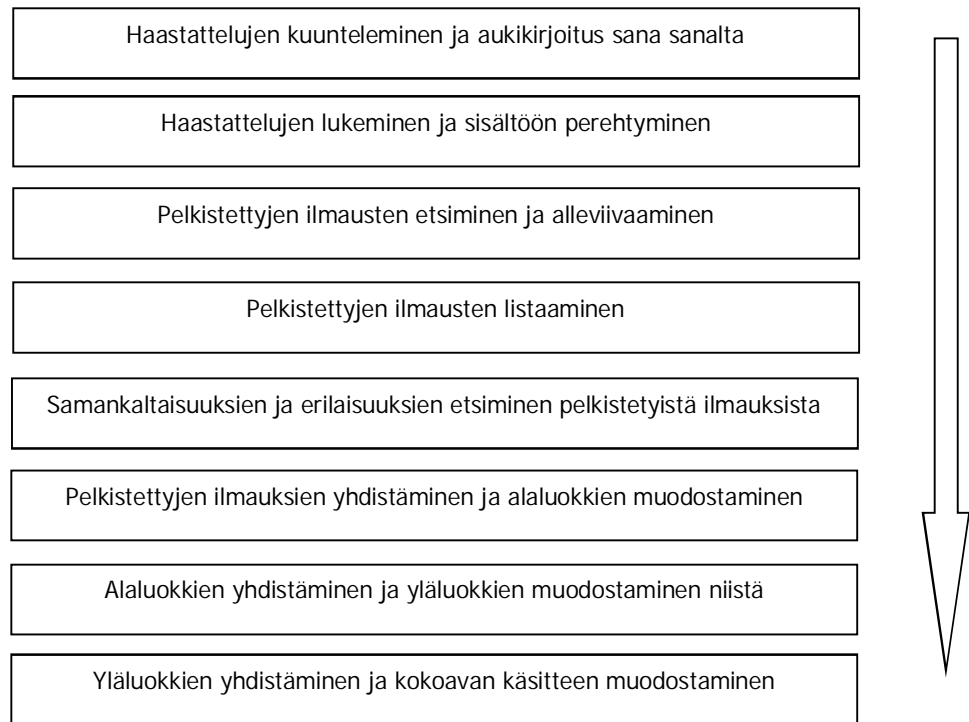 Haastattelujen kuunteleminen ja aukikirjoitus sana sanalta
Haastattelujen lukeminen ja sisältöön perehtyminen
Pelkistettyjen ilmausten etsiminen ja alleviivaaminen
Pelkistettyjen ilmausten listaaminen
Samankaltaisuuksien ja erilaisuuksien etsiminen pelkistetyistä ilmauksista
Pelkistettyjen ilmauksien yhdistäminen ja alaluokkien muodostaminen
Alaluokkien yhdistäminen ja yläluokkien muodostaminen niistä
Yläluokkien yhdistäminen ja kokoavan käsitteen muodostaminen